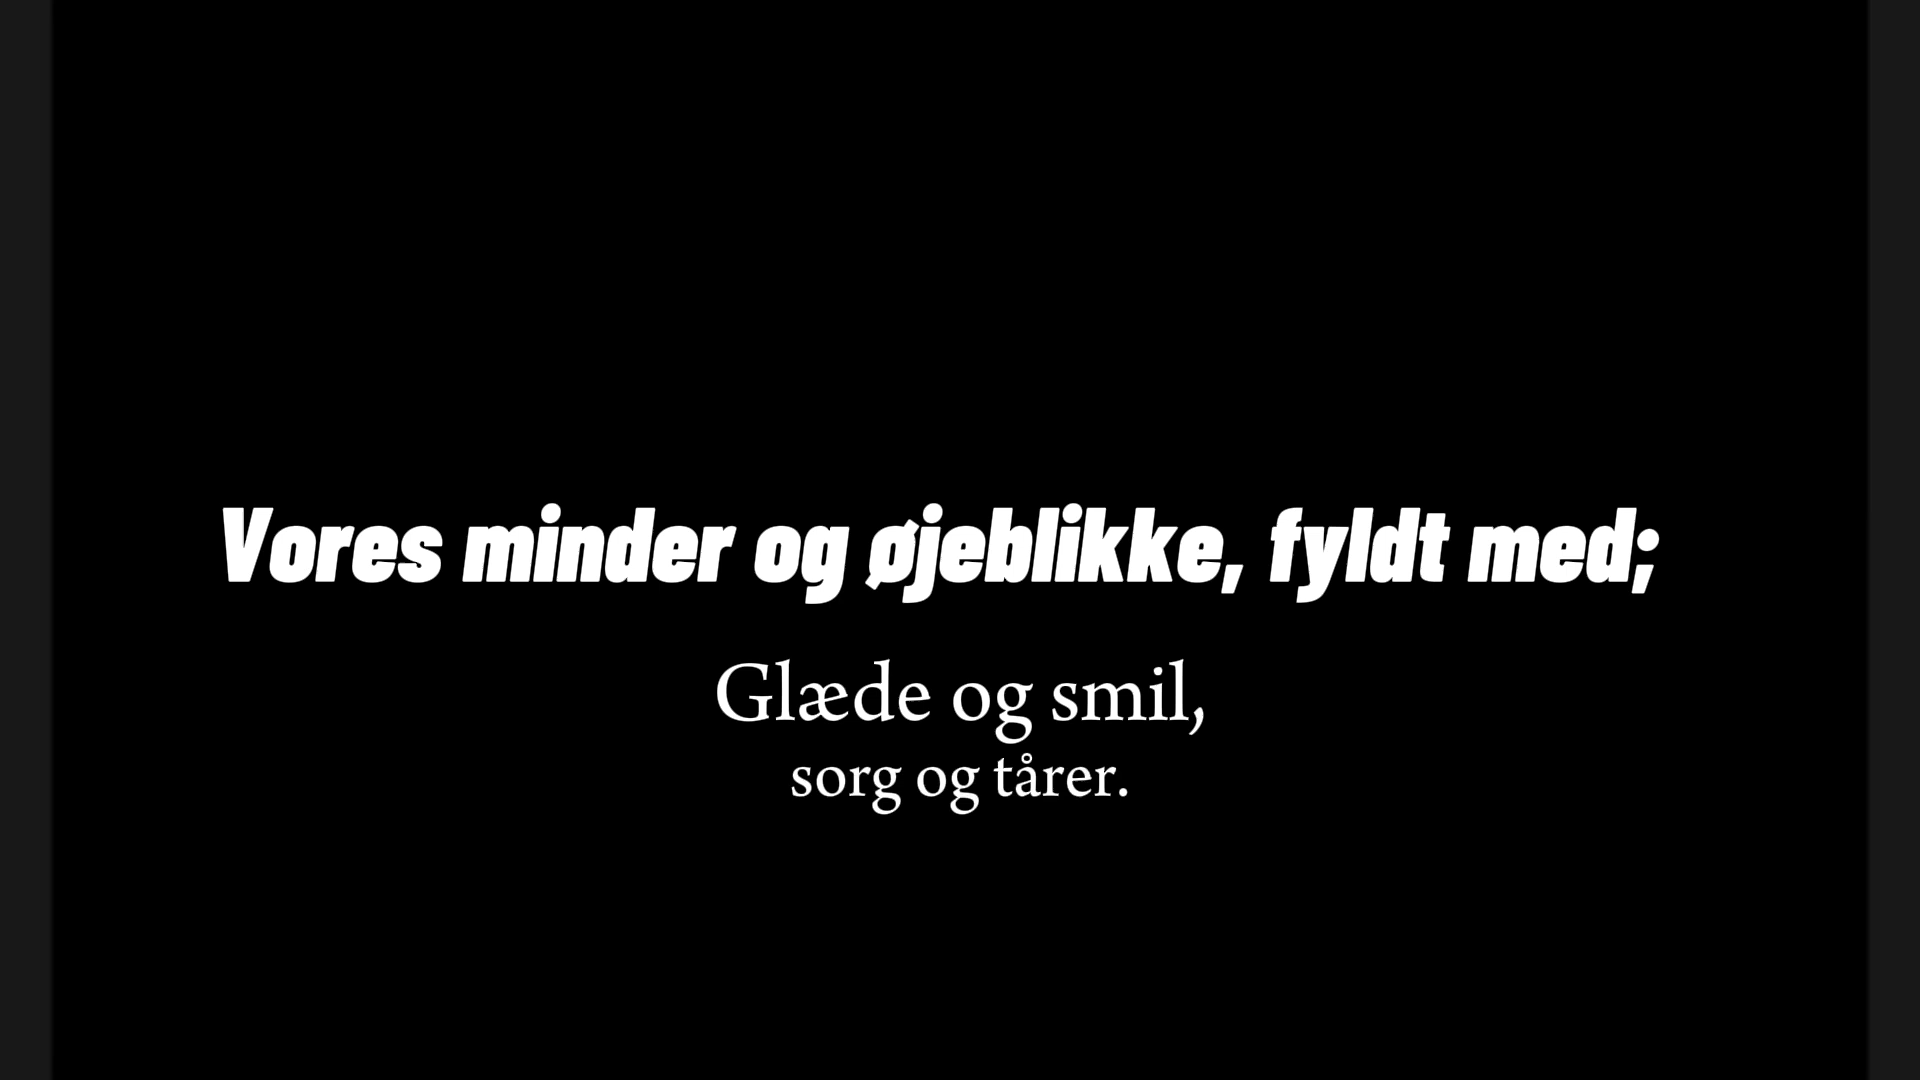 Vores minder og øjeblikke, fyldt med;
Glæde og smil,
sorg og tårer.